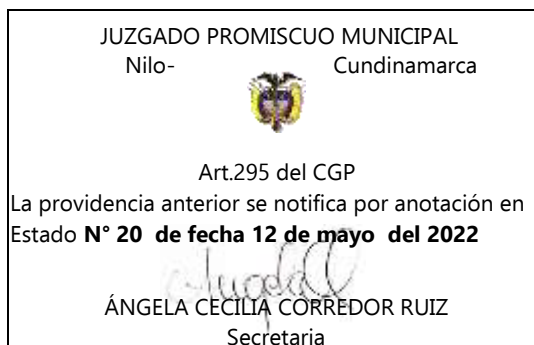 JUZGADO PROMISCUO MUNICIPAL
Nilo- Cundinamarca
Art.295 del CGP
La providencia anterior se notifica por anotación en
Estado N° 20 de fecha 12 de mayo del 2022
ÁNGELA CECILIA CORREDOR RUIZ
Secretaria